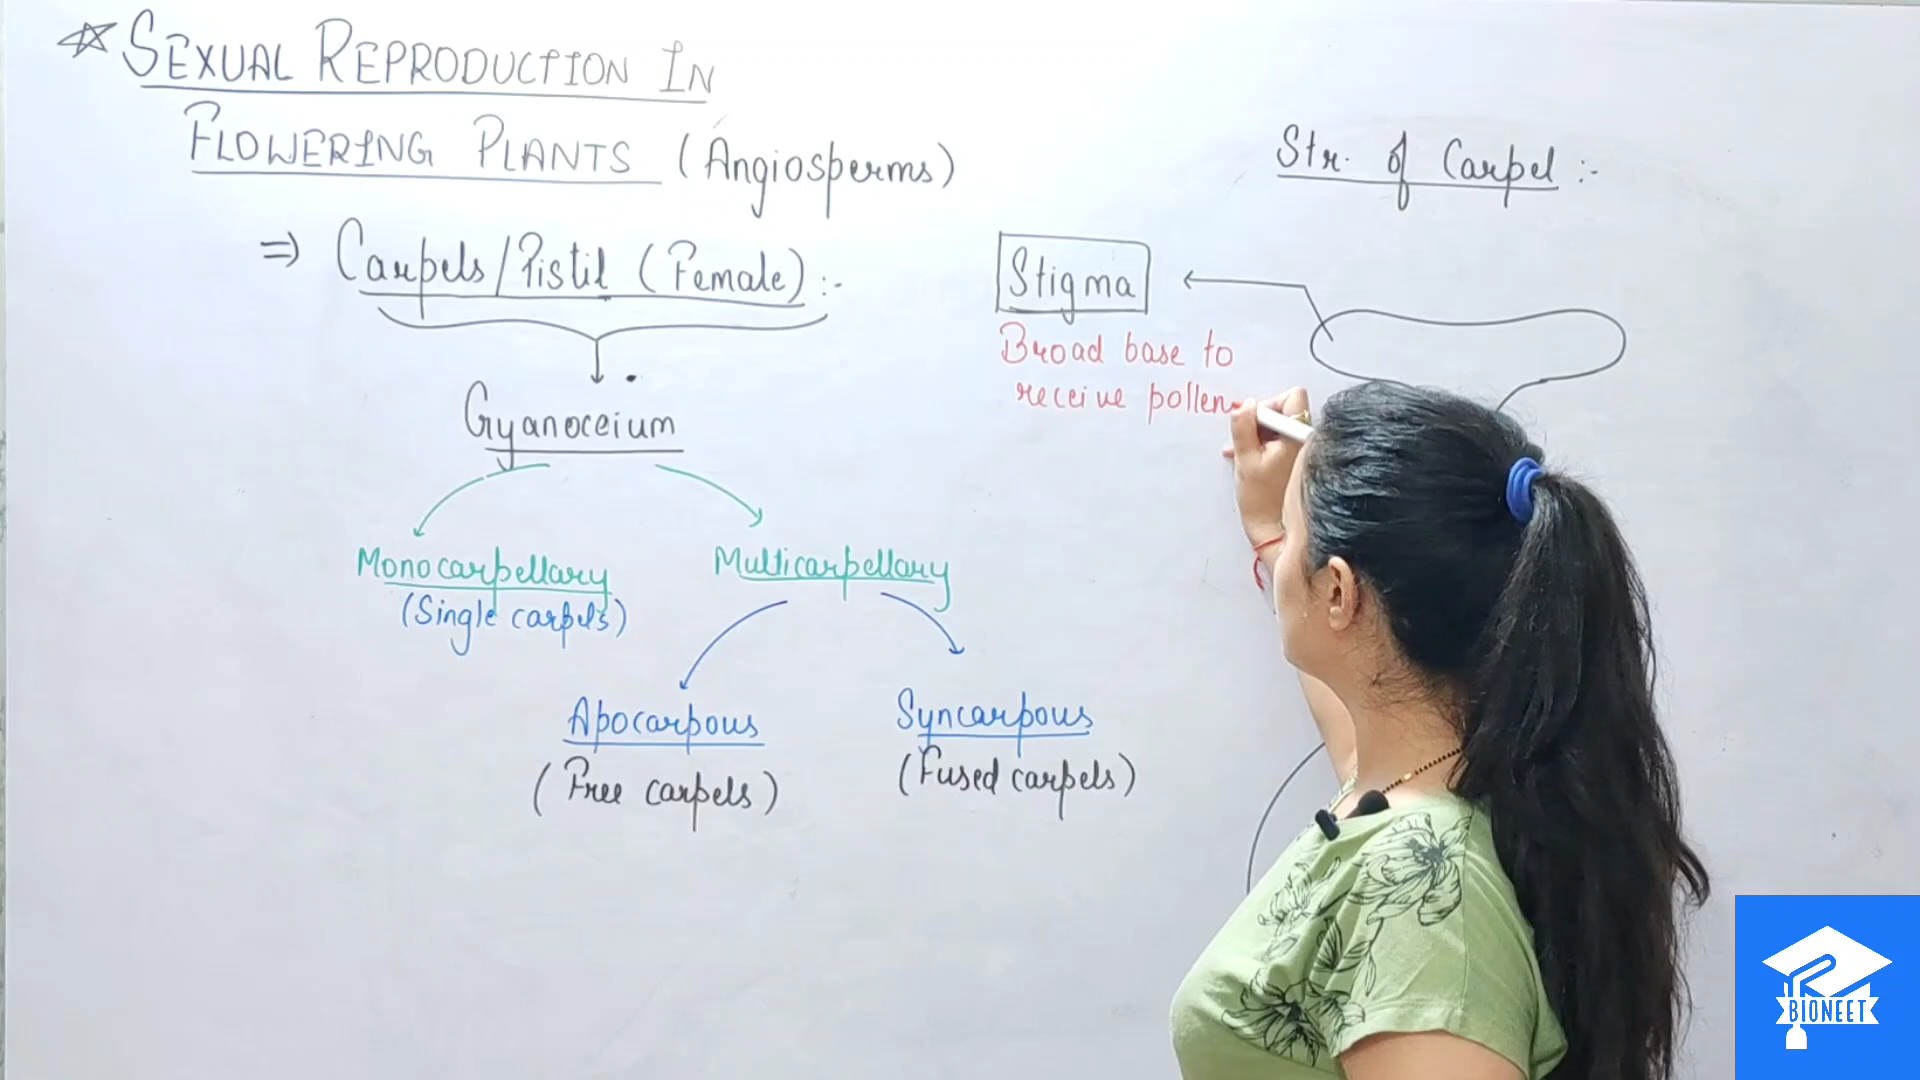 ☆ SEXUAL REPRODUCTION IN
FLOWERING PLANTS (Angiosperms)
⇒ Carpels/Pistil (Female) :-
Gyanoceium
Monocarpellary
(Single carpels)
Multicarpellary
Apocarpous
(Free carpels)
Syncarpous
(Fused carpels)
Str. of Carpel :-
Stigma
Broad base to
receive pollen
BIONEET